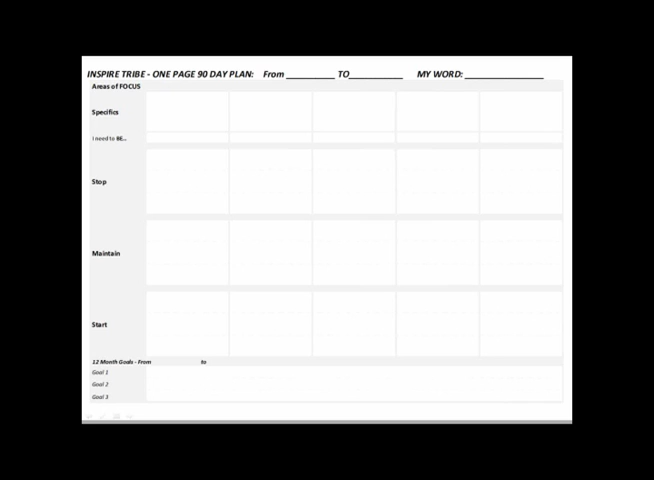 INSPIRE TRIBE - ONE PAGE 90 DAY PLAN: From __________ TO___________ MY WORD: ________________
Areas of FOCUS
Specifics
I need to BE...
Stop
Maintain
Start
12 Month Goals - From to
Goal 1
Goal 2
Goal 3